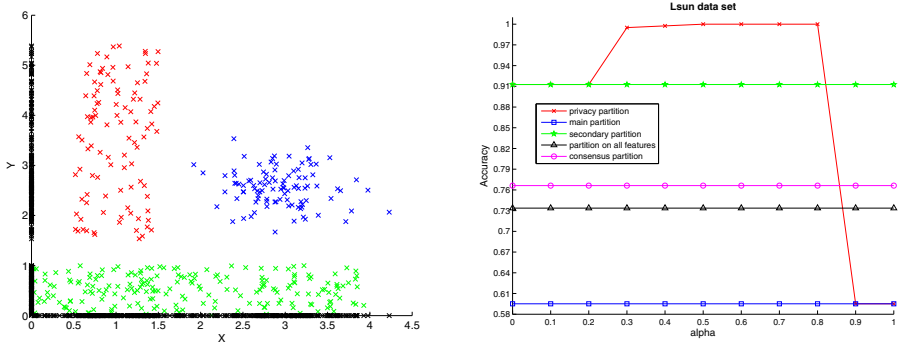 6
5
4
3
2
1
0
Y
0 0.5 1 1.5 2 2.5 3 3.5 4 4.5
X
Lsun data set
1
0.97
0.94
0.91
0.88
0.85
0.82
0.79
0.76
0.73
0.7
0.67
0.64
0.61
0.58
Accuracy
privacy partition
main partition
secondary partition
partition on all features
consensus partition
0 0.1 0.2 0.3 0.4 0.5 0.6 0.7 0.8 0.9 1
alpha